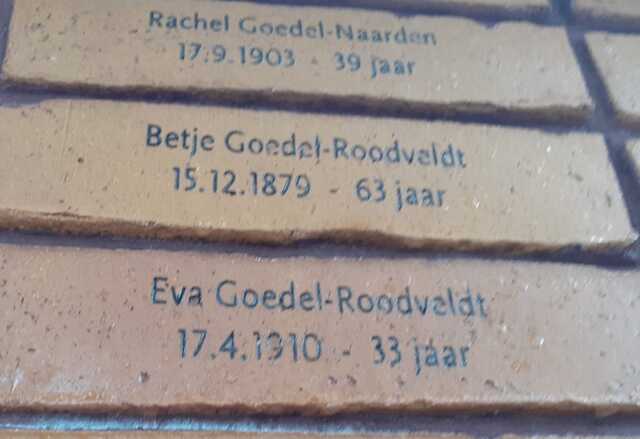 Rachel Goedel-Naarden
17.9.1903 - 39 jaar
Betje Goedel-Roodveldt
15.12.1879 - 63 jaar
Eva Goedel-Roodveldt
17.4.1910 - 33 jaar